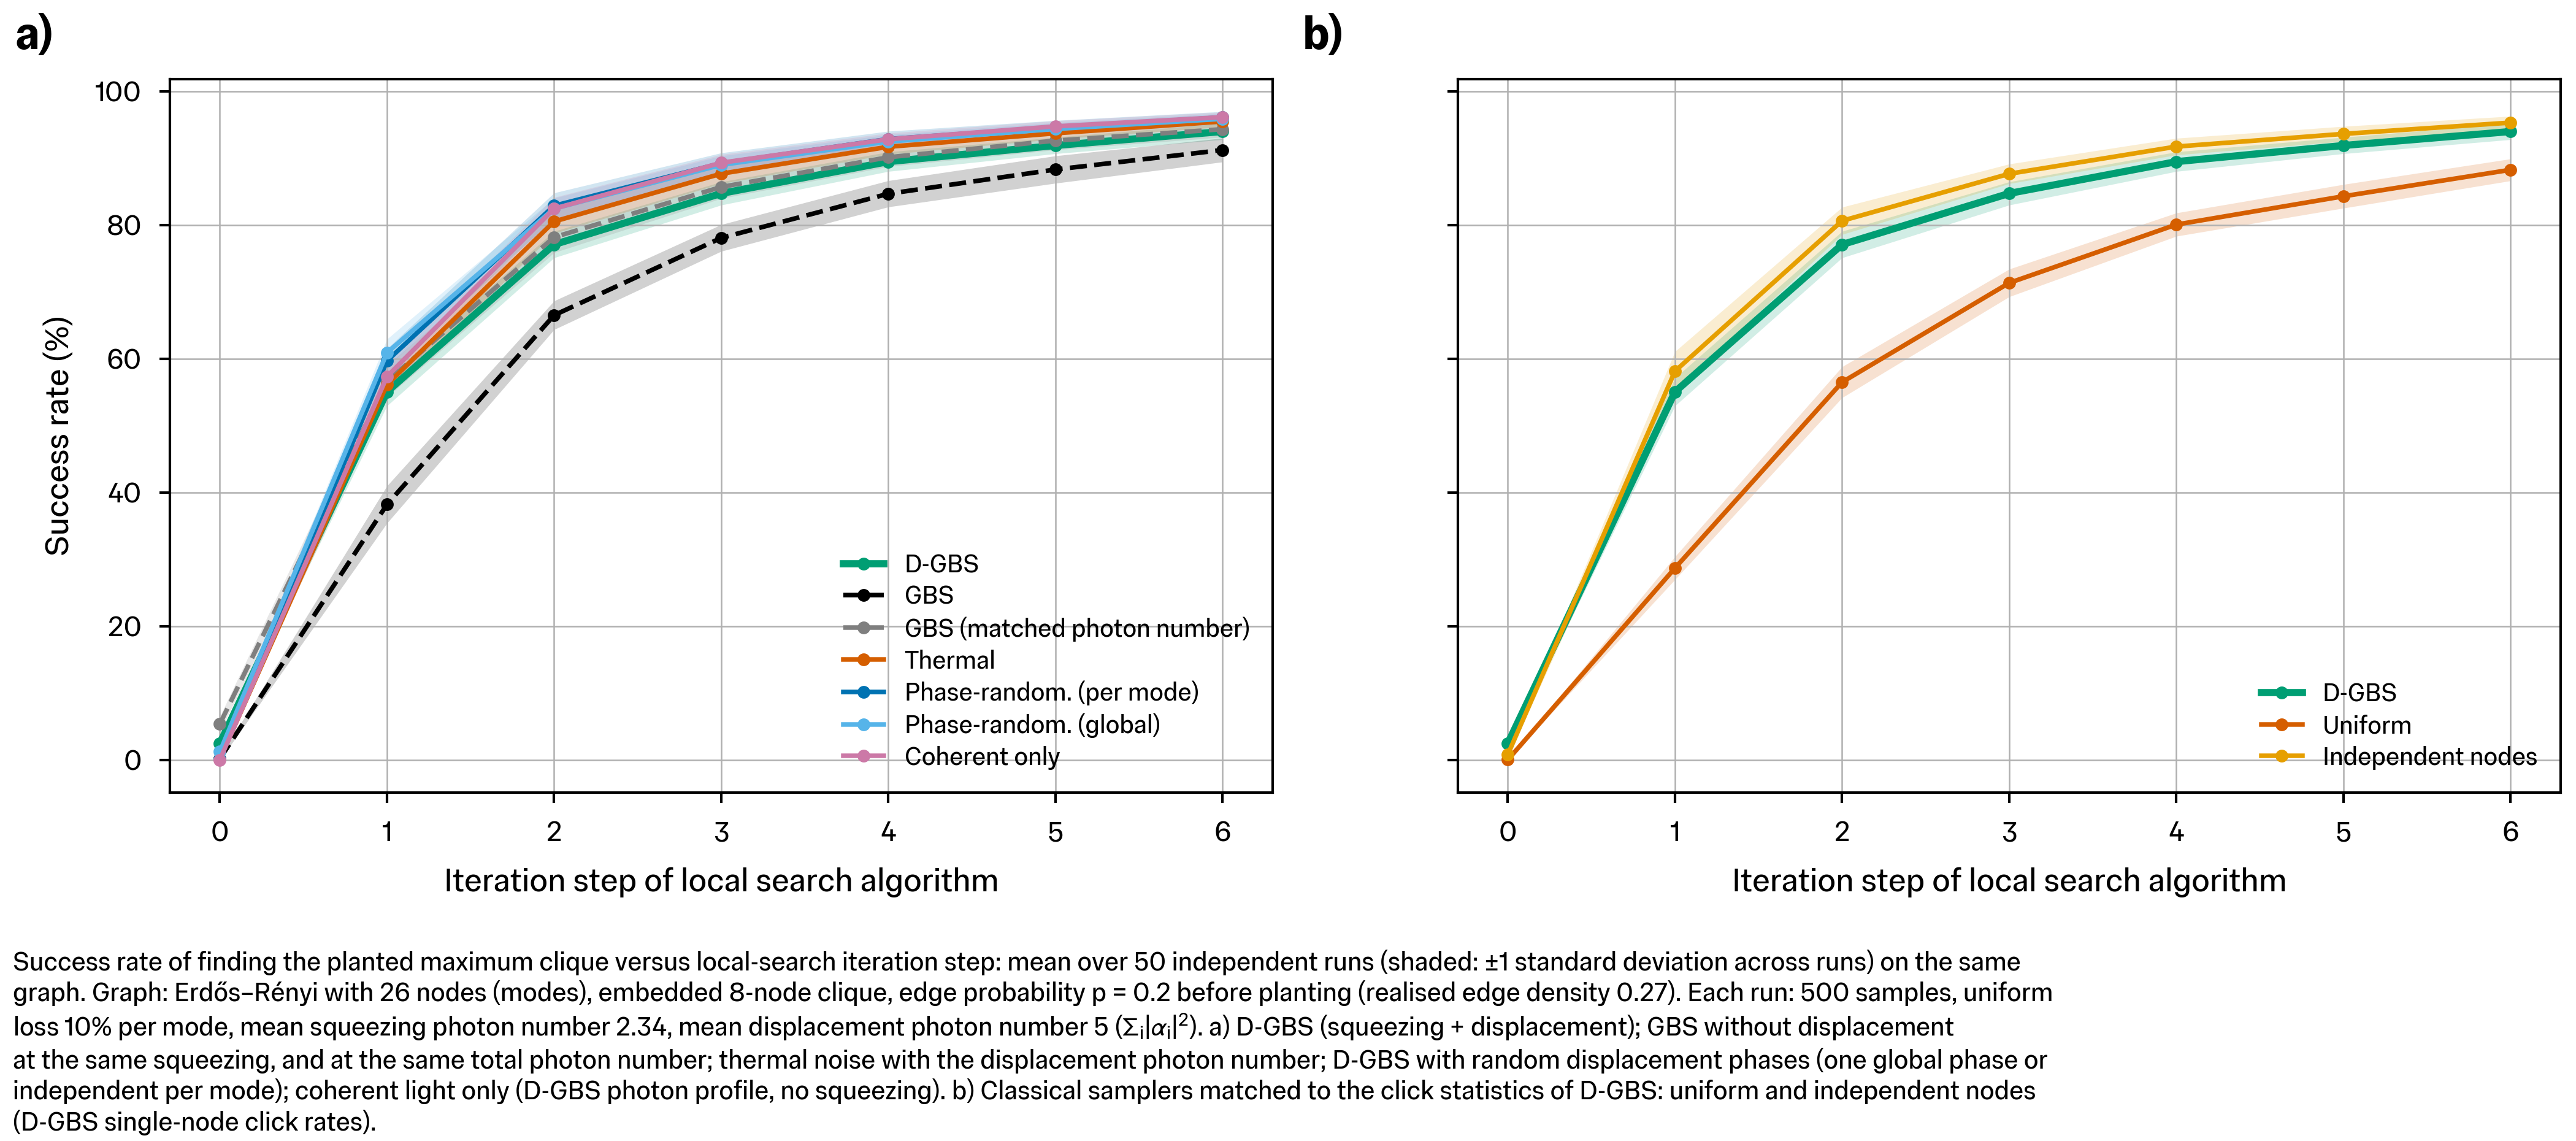 a)
b)
100
80
60
40
20
0
Success rate (%)
D-GBS
GBS
GBS (matched photon number)
Thermal
Phase-random. (per mode)
Phase-random. (global)
Coherent only
0 1 2 3 4 5 6
Iteration step of local search algorithm
D-GBS
Uniform
Independent nodes
0 1 2 3 4 5 6
Iteration step of local search algorithm
Success rate of finding the planted maximum clique versus local-search iteration step: mean over 50 independent runs (shaded: ±1 standard deviation across runs) on the same
graph. Graph: Erdős–Rényi with 26 nodes (modes), embedded 8-node clique, edge probability p = 0.2 before planting (realised edge density 0.27). Each run: 500 samples, uniform
loss 10% per mode, mean squeezing photon number 2.34, mean displacement photon number 5 (Σᵢ|αᵢ|²). a) D-GBS (squeezing + displacement); GBS without displacement
at the same squeezing, and at the same total photon number; thermal noise with the displacement photon number; D-GBS with random displacement phases (one global phase or
independent per mode); coherent light only (D-GBS photon profile, no squeezing). b) Classical samplers matched to the click statistics of D-GBS: uniform and independent nodes
(D-GBS single-node click rates).